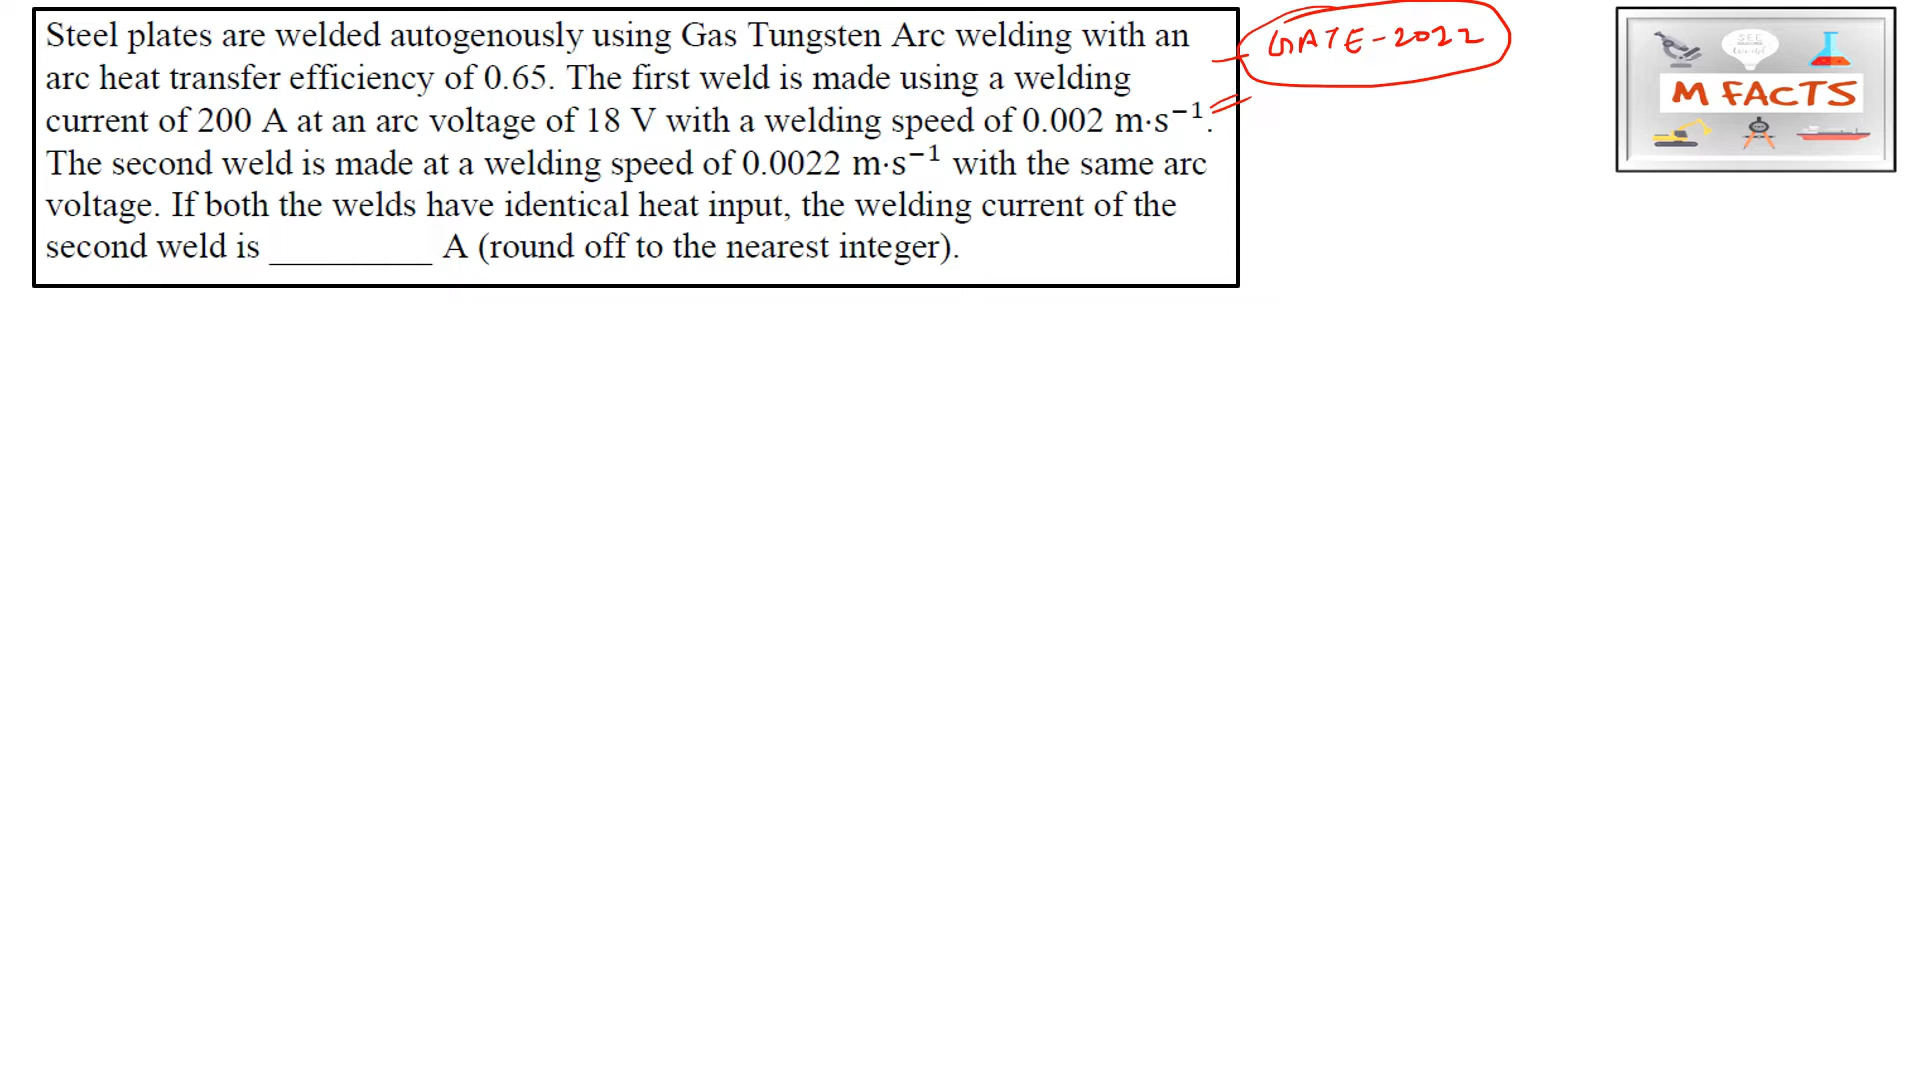 Steel plates are welded autogenously using Gas Tungsten Arc welding with an
arc heat transfer efficiency of 0.65. The first weld is made using a welding
current of 200 A at an arc voltage of 18 V with a welding speed of 0.002 m·s⁻¹.
The second weld is made at a welding speed of 0.0022 m·s⁻¹ with the same arc
voltage. If both the welds have identical heat input, the welding current of the
second weld is _________ A (round off to the nearest integer).
GATE-2022
SEE
World
M FACTS